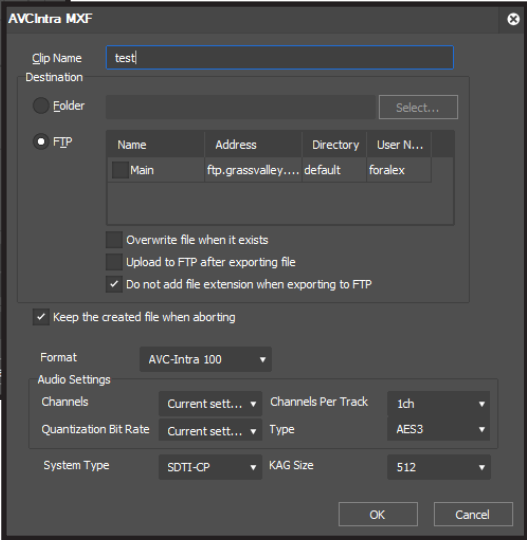 AVCIntra MXF
Clip Name test
Destination
Folder Select...
FTP
Name Address Directory User N...
Main ftp.grassvalley.... default foralex
Overwrite file when it exists
Upload to FTP after exporting file
Do not add file extension when exporting to FTP
Keep the created file when aborting
Format AVC-Intra 100
Audio Settings
Channels Current sett... Channels Per Track 1ch
Quantization Bit Rate Current sett... Type AES3
System Type SDTI-CP KAG Size 512
OK Cancel